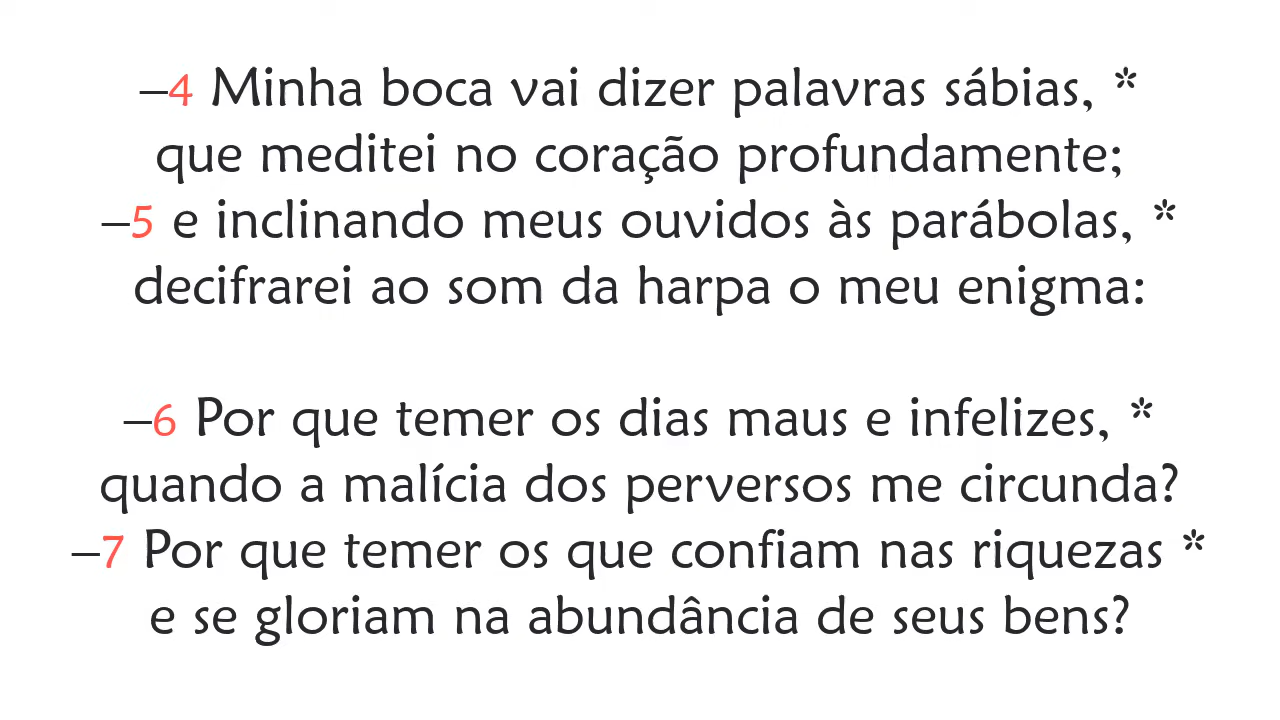 –4 Minha boca vai dizer palavras sábias, *
que meditei no coração profundamente;
–5 e inclinando meus ouvidos às parábolas, *
decifrarei ao som da harpa o meu enigma:
–6 Por que temer os dias maus e infelizes, *
quando a malícia dos perversos me circunda?
–7 Por que temer os que confiam nas riquezas *
e se gloriam na abundância de seus bens?